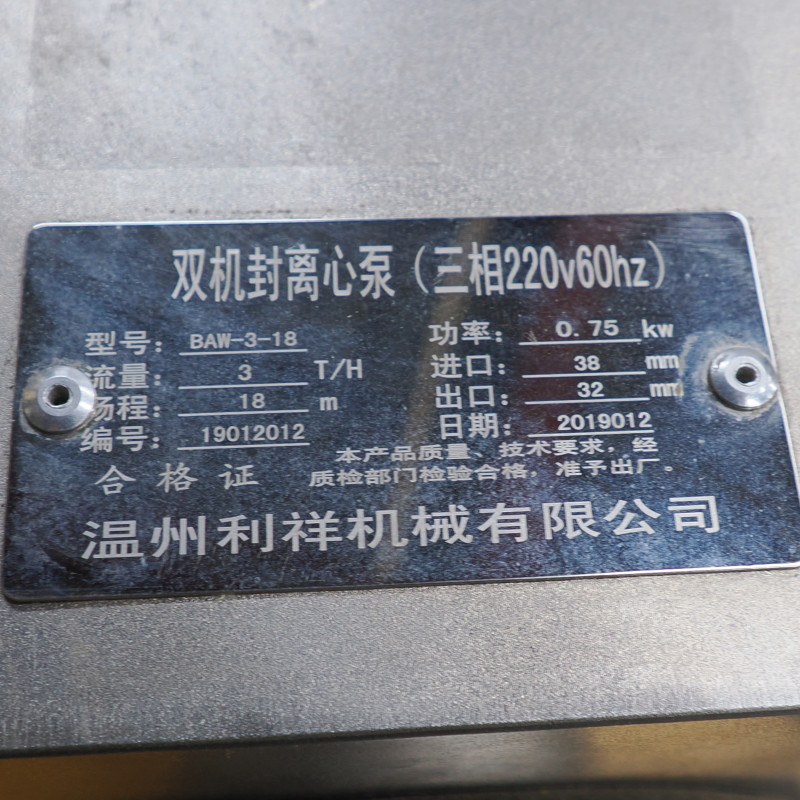 双机封离心泵（三相220v60hz）
型号：BAW-3-18 功率：0.75 kw
流量：3 T/H 进口：38 mm
扬程：18 m 出口：32 mm
编号：19012012 日期：2019012
合格证 本产品质量、技术要求，经
质检部门检验合格，准予出厂。
温州利祥机械有限公司